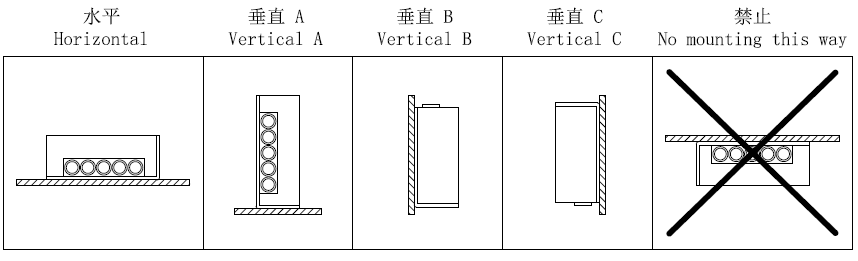 水平
Horizontal
垂直 A
Vertical A
垂直 B
Vertical B
垂直 C
Vertical C
禁止
No mounting this way